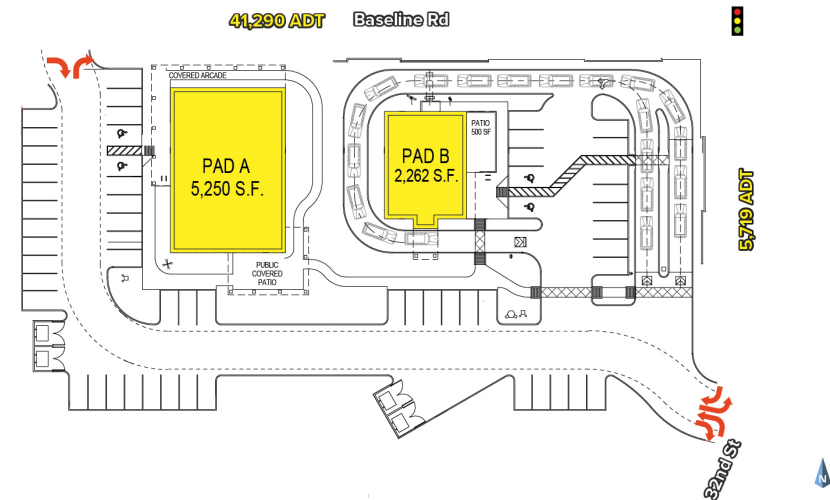 41,290 ADT Baseline Rd
COVERED ARCADE
PAD A
5,250 S.F.
PAD B
2,262 S.F.
PATIO
500 SF
5,719 ADT
PUBLIC
COVERED
PATIO
32nd St
N